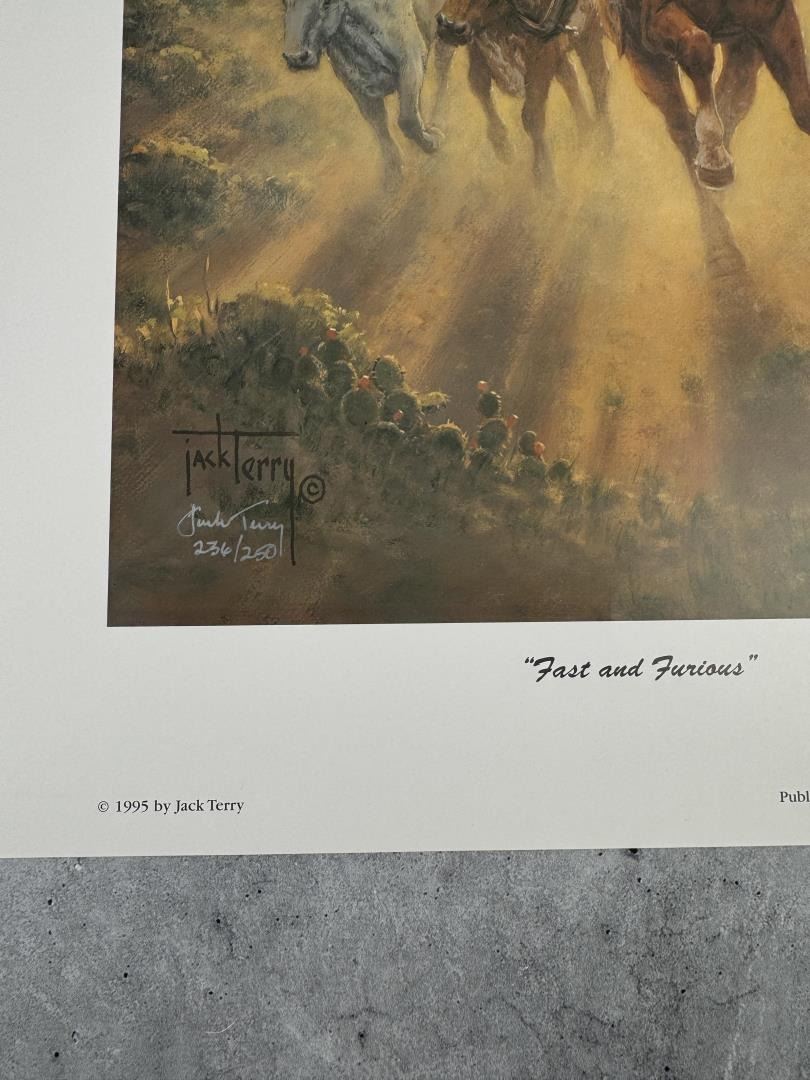 jack Terry ©
Jack Terry
236/250
"Fast and Furious"
© 1995 by Jack Terry
Publ